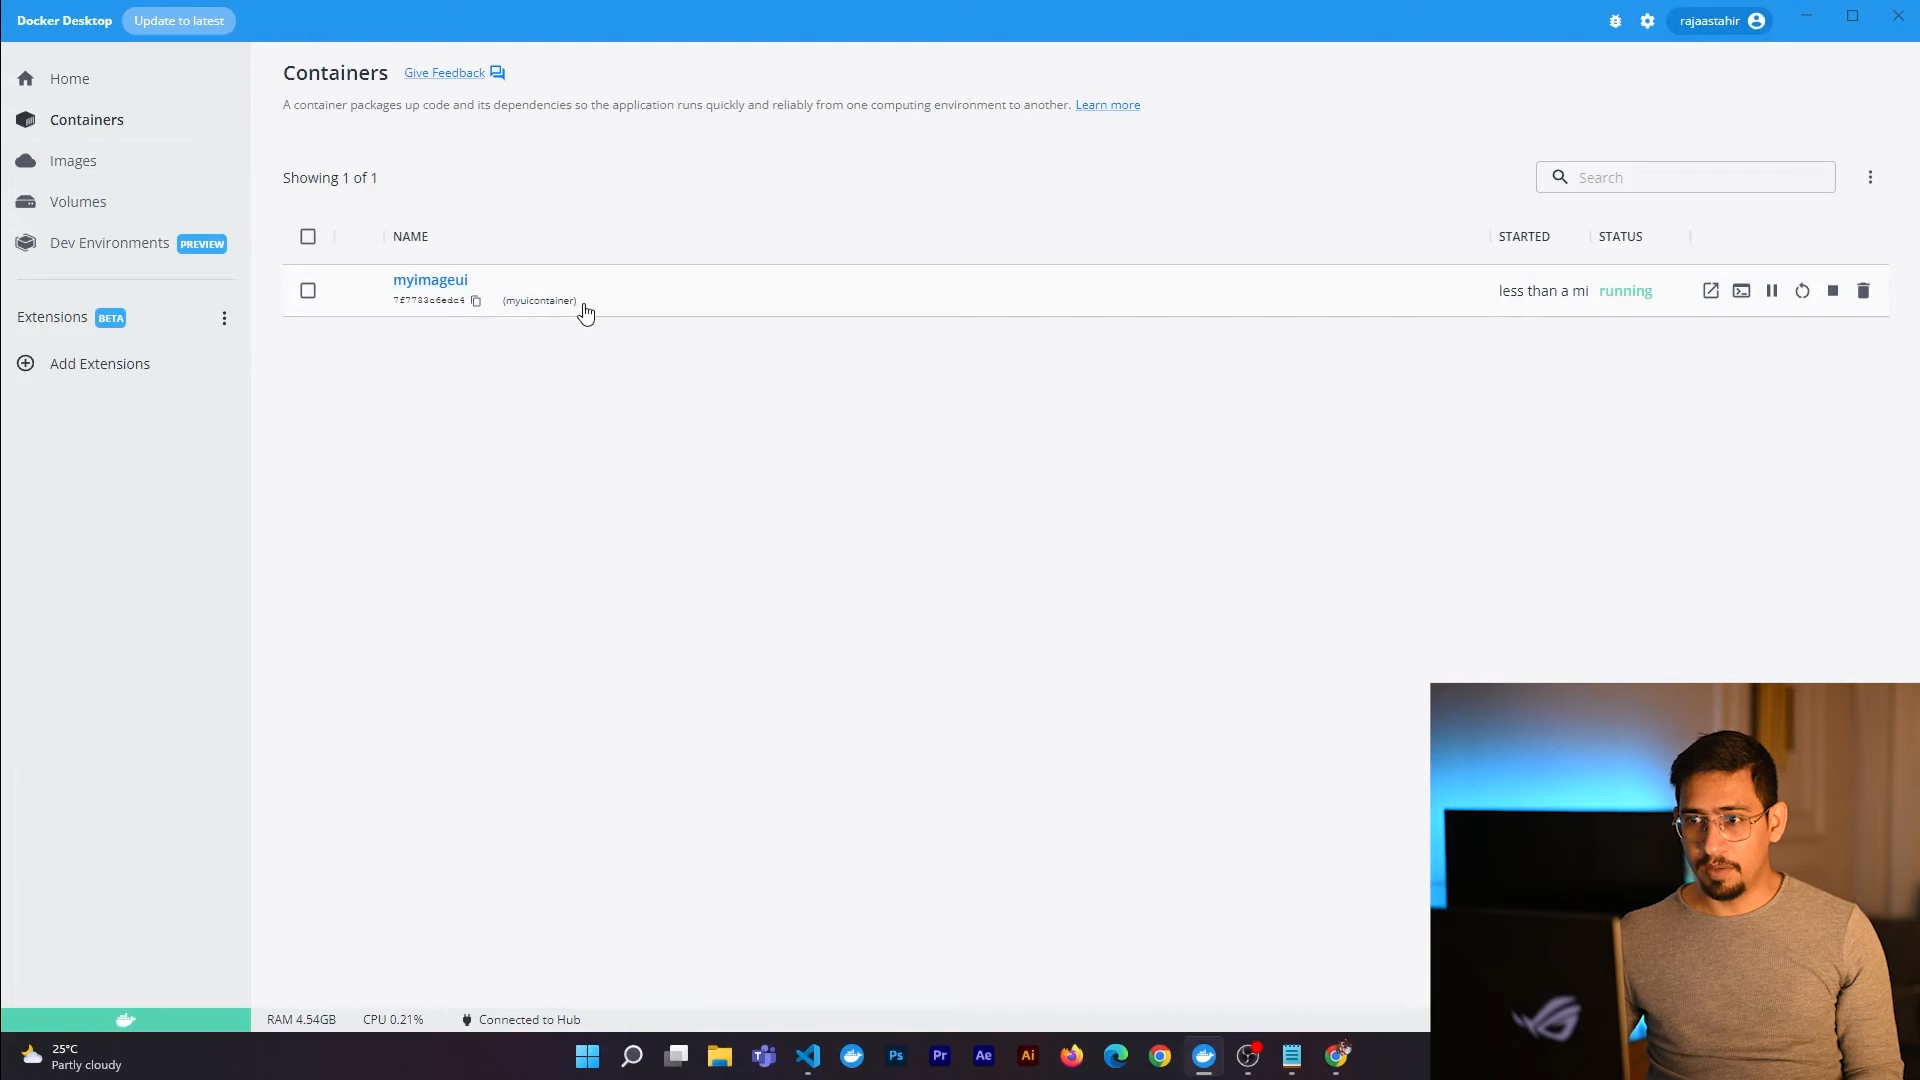 Docker Desktop Update to latest rajaastahir
Home
Containers
Images
Volumes
Dev Environments PREVIEW
Extensions BETA
Add Extensions
Containers Give Feedback
A container packages up code and its dependencies so the application runs quickly and reliably from one computing environment to another. Learn more
Showing 1 of 1 Search
NAME STARTED STATUS
myimageui less than a mi running
7f7733c6edc4 (myuicontainer)
RAM 4.54GB CPU 0.21% Connected to Hub
25°C
Partly cloudy
Ps Pr Ae Ai